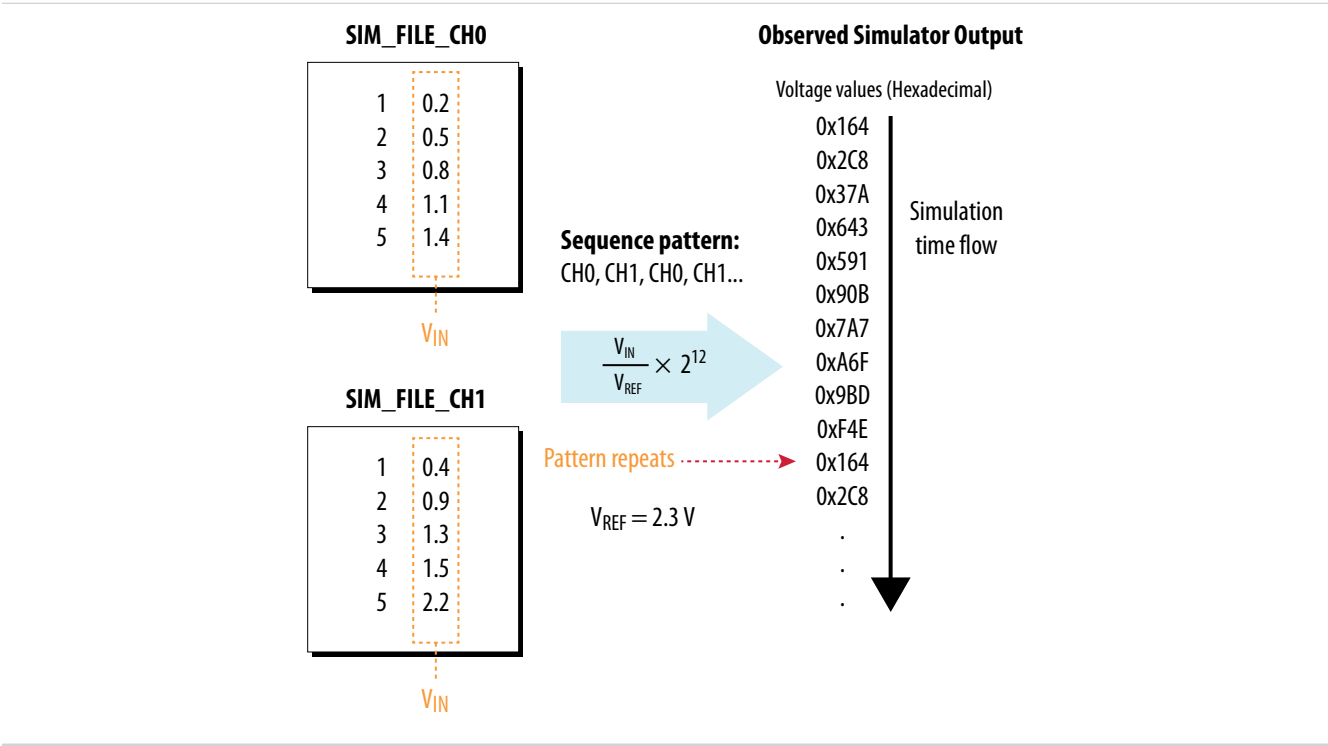 SIM_FILE_CH0
1 0.2
2 0.5
3 0.8
4 1.1
5 1.4
VIN
SIM_FILE_CH1
1 0.4
2 0.9
3 1.3
4 1.5
5 2.2
VIN
Sequence pattern:
CH0, CH1, CH0, CH1...
VIN
VREF
× 2^12
Pattern repeats
VREF = 2.3 V
Observed Simulator Output
Voltage values (Hexadecimal)
0x164
0x2C8
0x37A
0x643
0x591
0x90B
0x7A7
0xA6F
0x9BD
0xF4E
0x164
0x2C8
.
.
.
Simulation
time flow